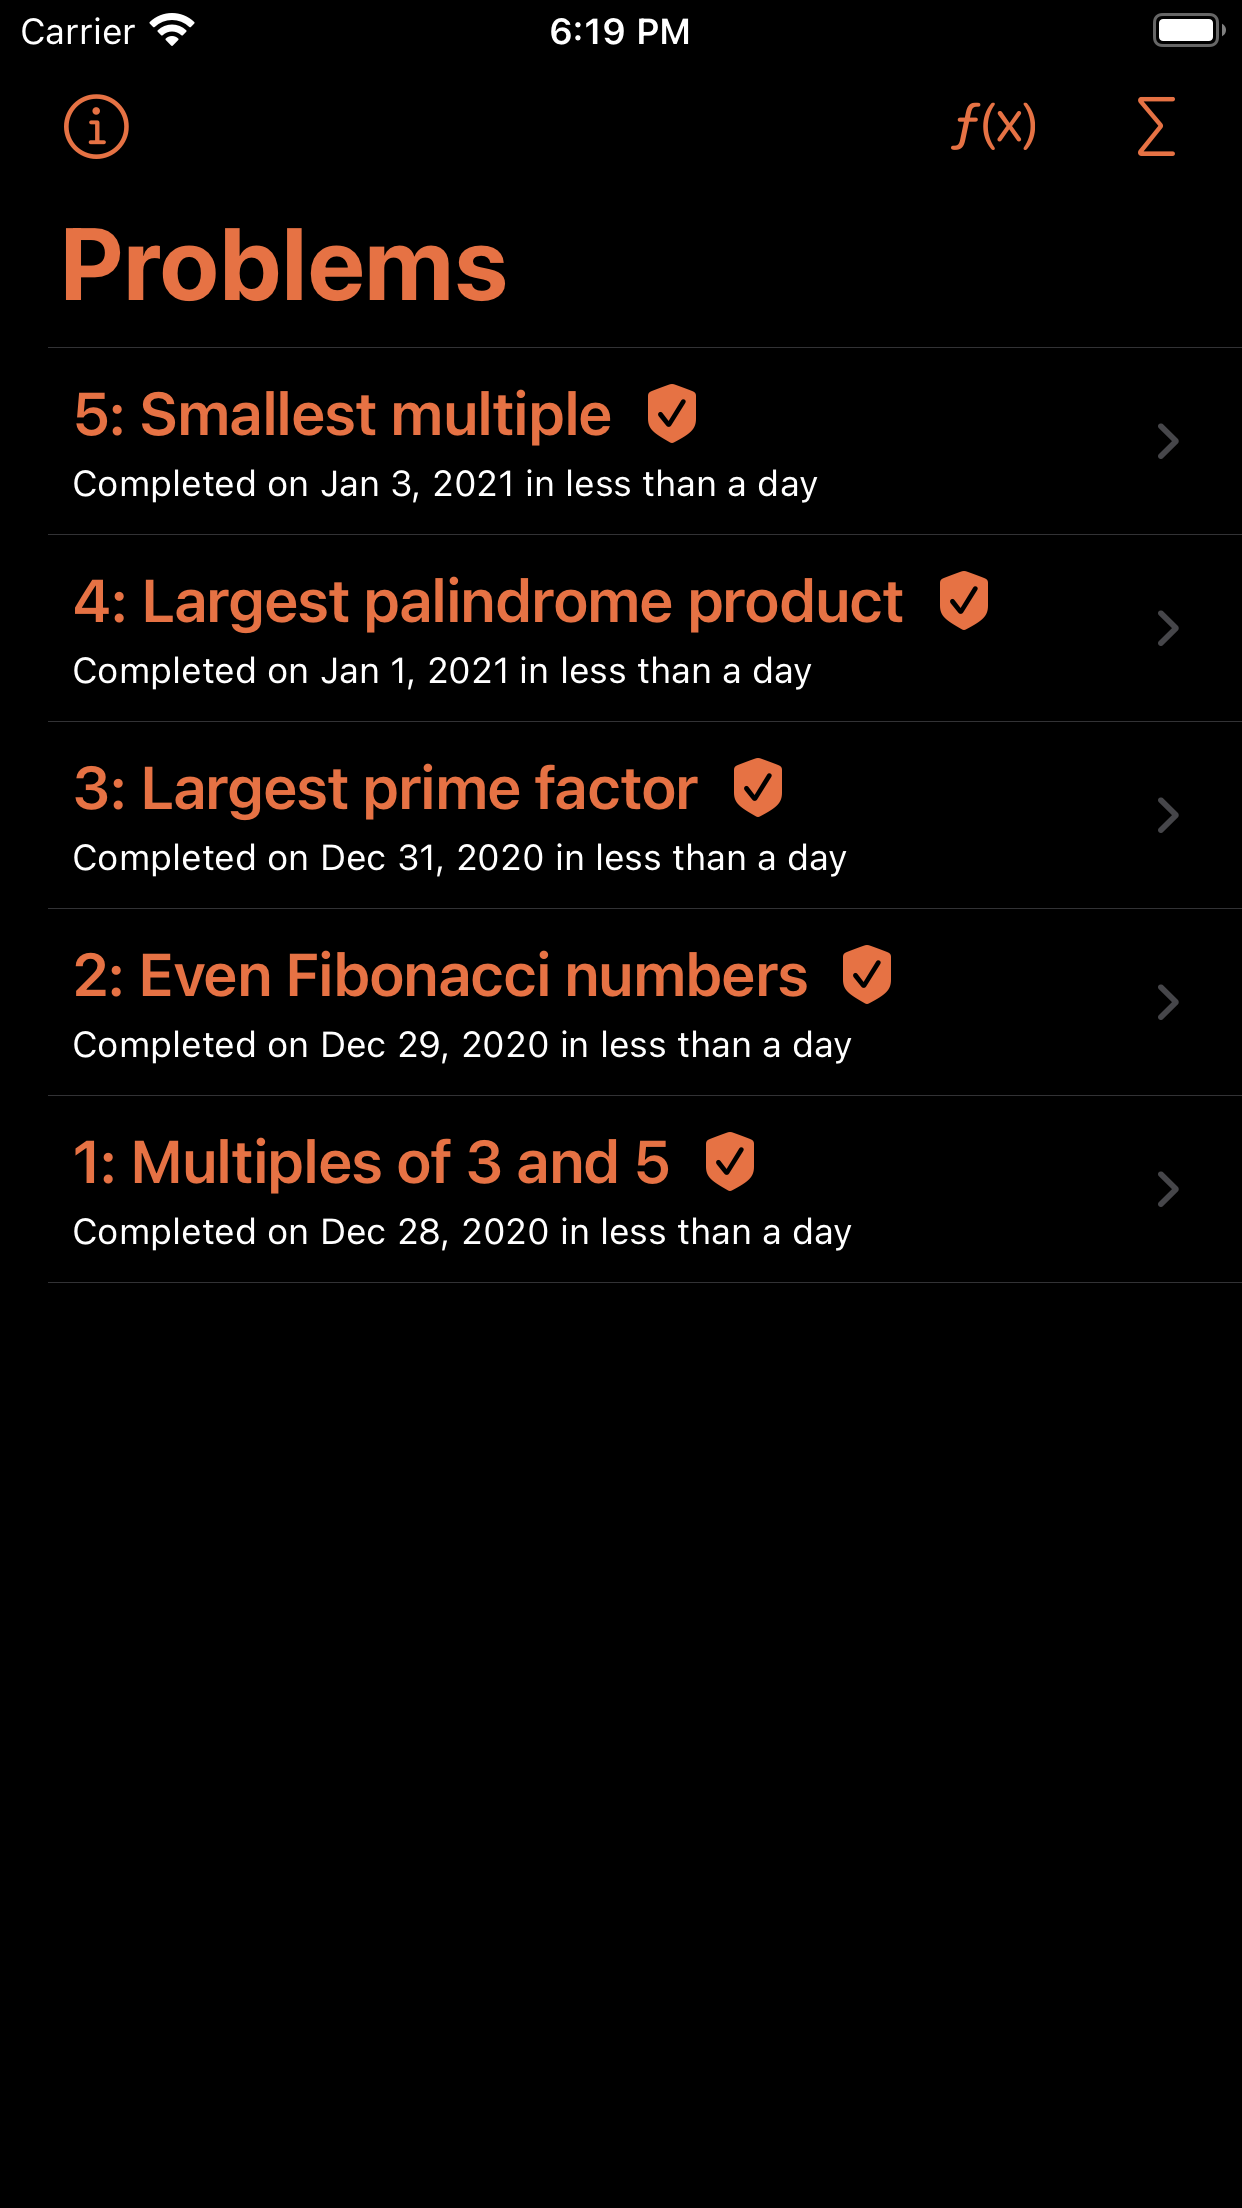 Carrier 6:19 PM
i f(x) Σ
Problems
5: Smallest multiple
Completed on Jan 3, 2021 in less than a day
4: Largest palindrome product
Completed on Jan 1, 2021 in less than a day
3: Largest prime factor
Completed on Dec 31, 2020 in less than a day
2: Even Fibonacci numbers
Completed on Dec 29, 2020 in less than a day
1: Multiples of 3 and 5
Completed on Dec 28, 2020 in less than a day